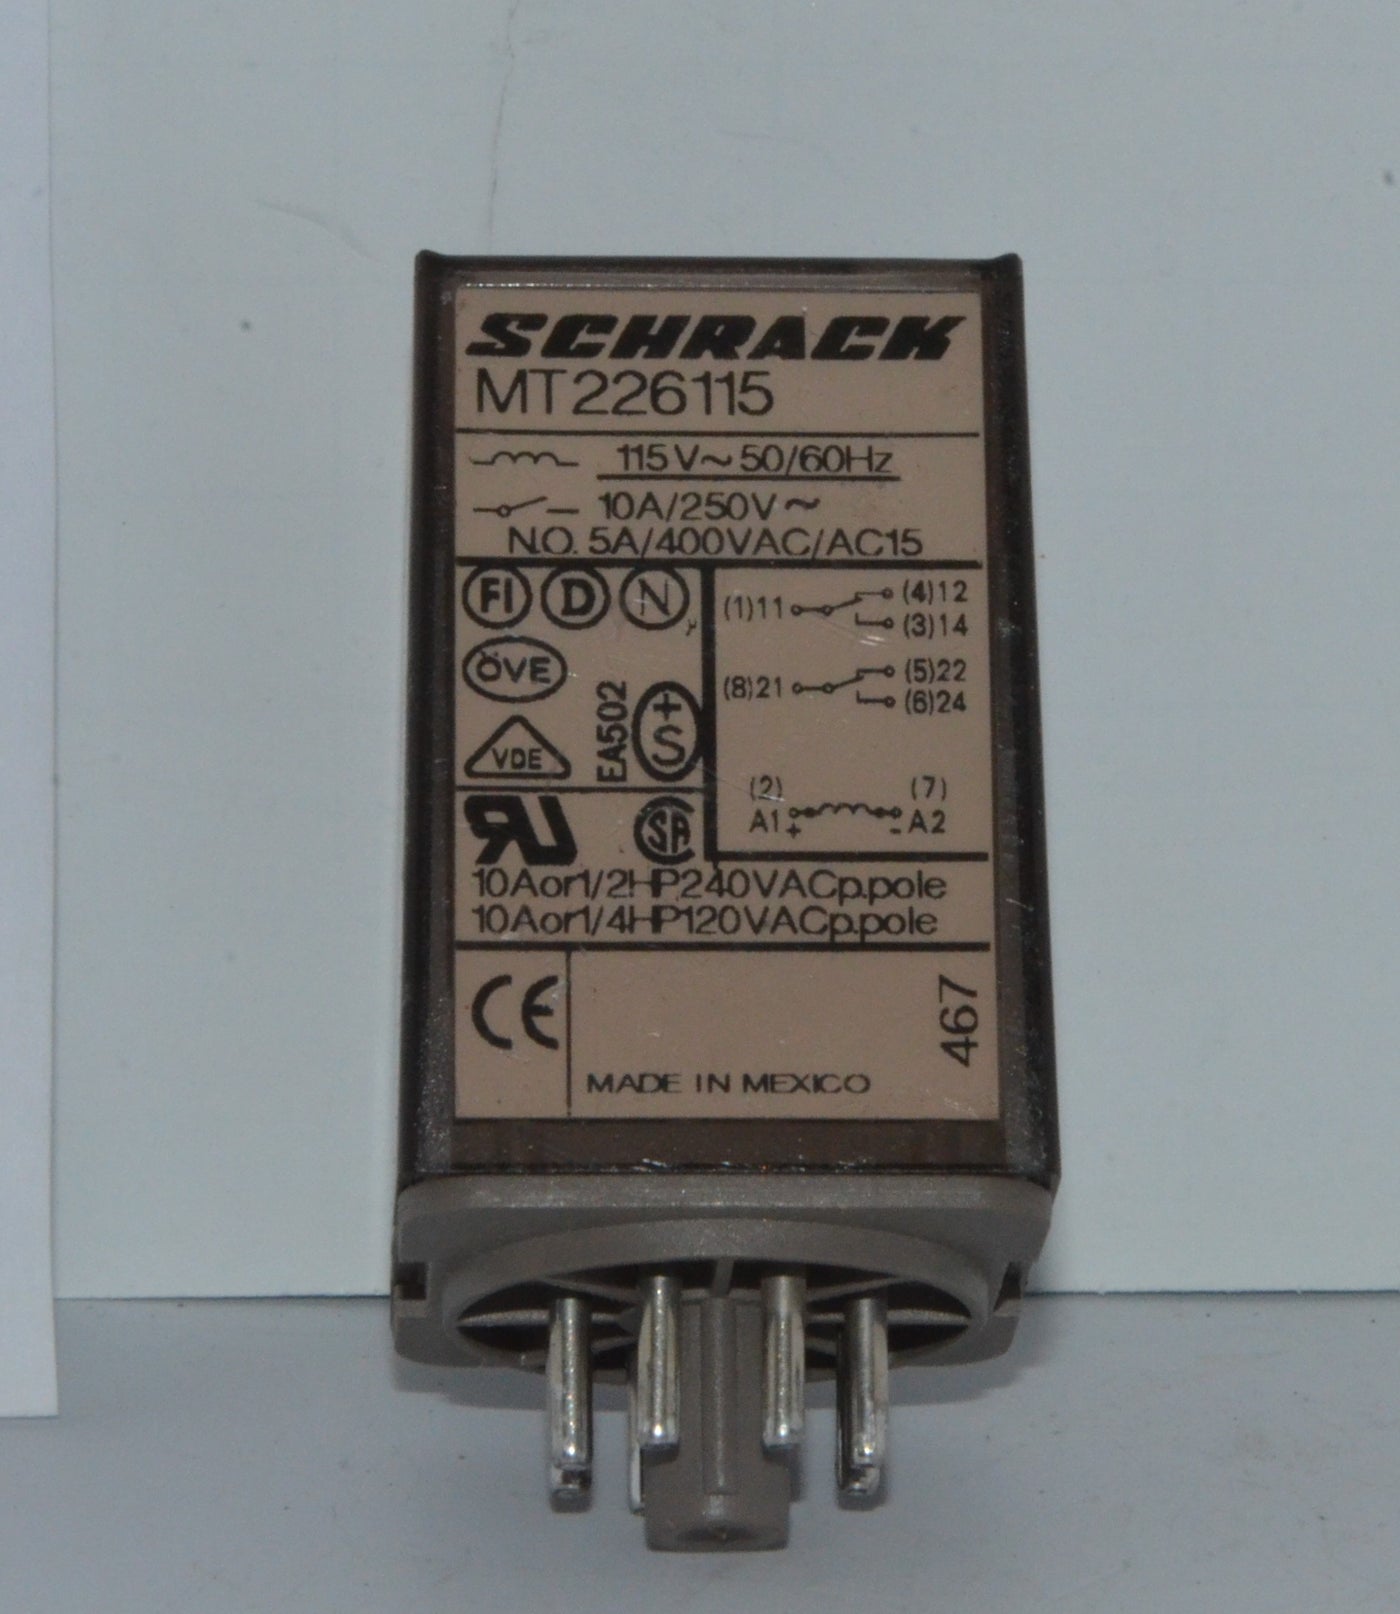 SCHRACK
MT226115
115V~50/60Hz
10A/250V~
N.O. 5A/400VAC/AC15
FI D N
ÖVE
VDE
EA502
+S
(1)11 (4)12
(3)14
(8)21 (5)22
(6)24
(2) (7)
A1 + - A2
RU SA
10Aor1/2HP240VACp.pole
10Aor1/4HP120VACp.pole
CE
467
MADE IN MEXICO